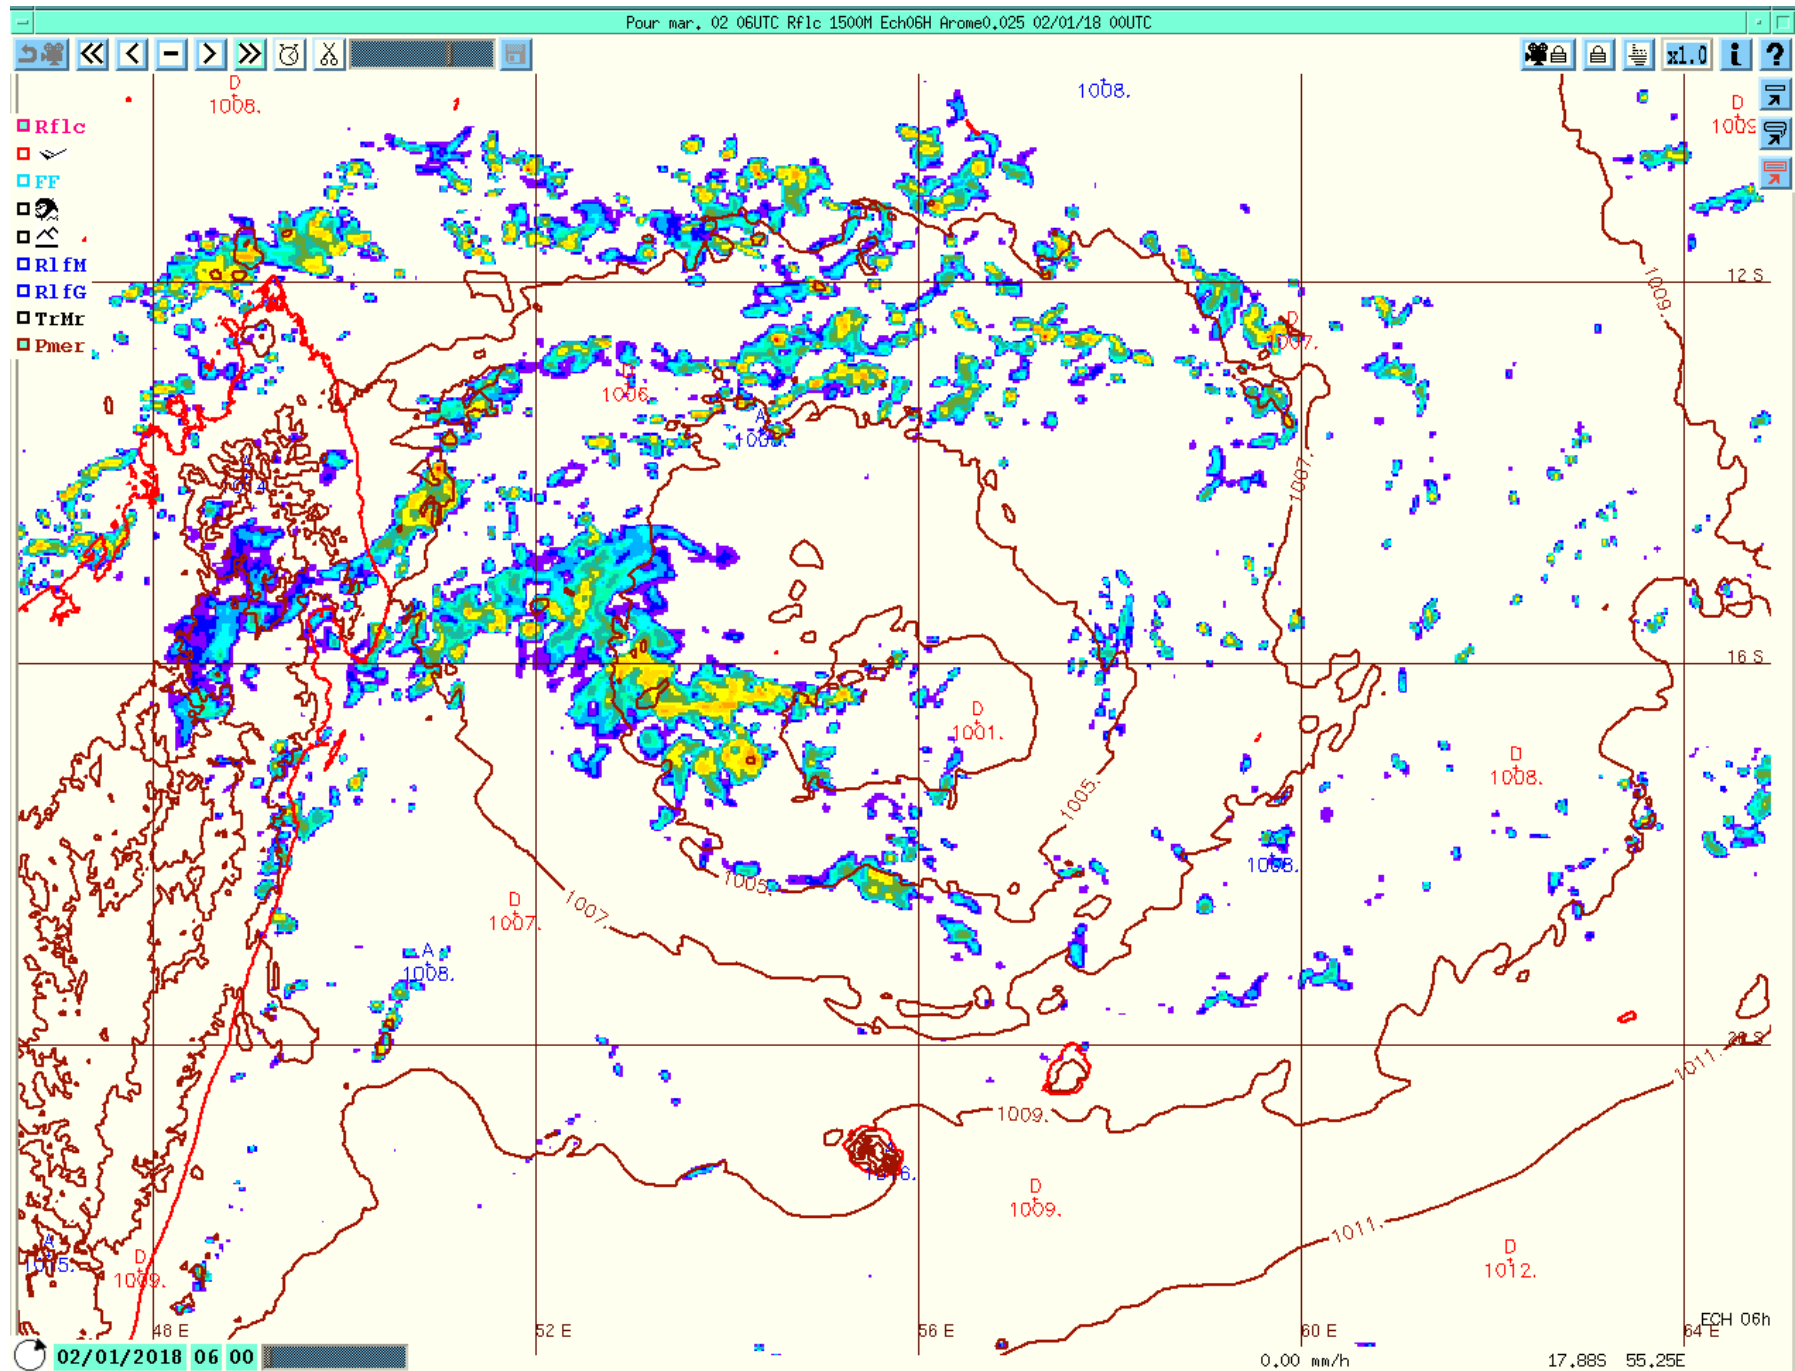 Pour mar. 02 06UTC Rflc 1500M Ech06H Arome0.025 02/01/18 00UTC
x1.0 i ?
D
1008.
1008.
D
Rflc
FF
RlfM
RlfG
TrMr
Pmer
12 S
1009.
D
1007.
D
1006.
A
A
1007.
16 S
D
1001.
D
1008.
1005.
1008.
1005.
D
1007.
1007.
A
1008.
1011.
1009.
D
1009.
A
D
1009.
1011.
D
1012.
48 E
52 E
56 E
60 E
64 E
ECH 06h
02/01/2018 06 00
0.00 mm/h
17.88S 55.25E